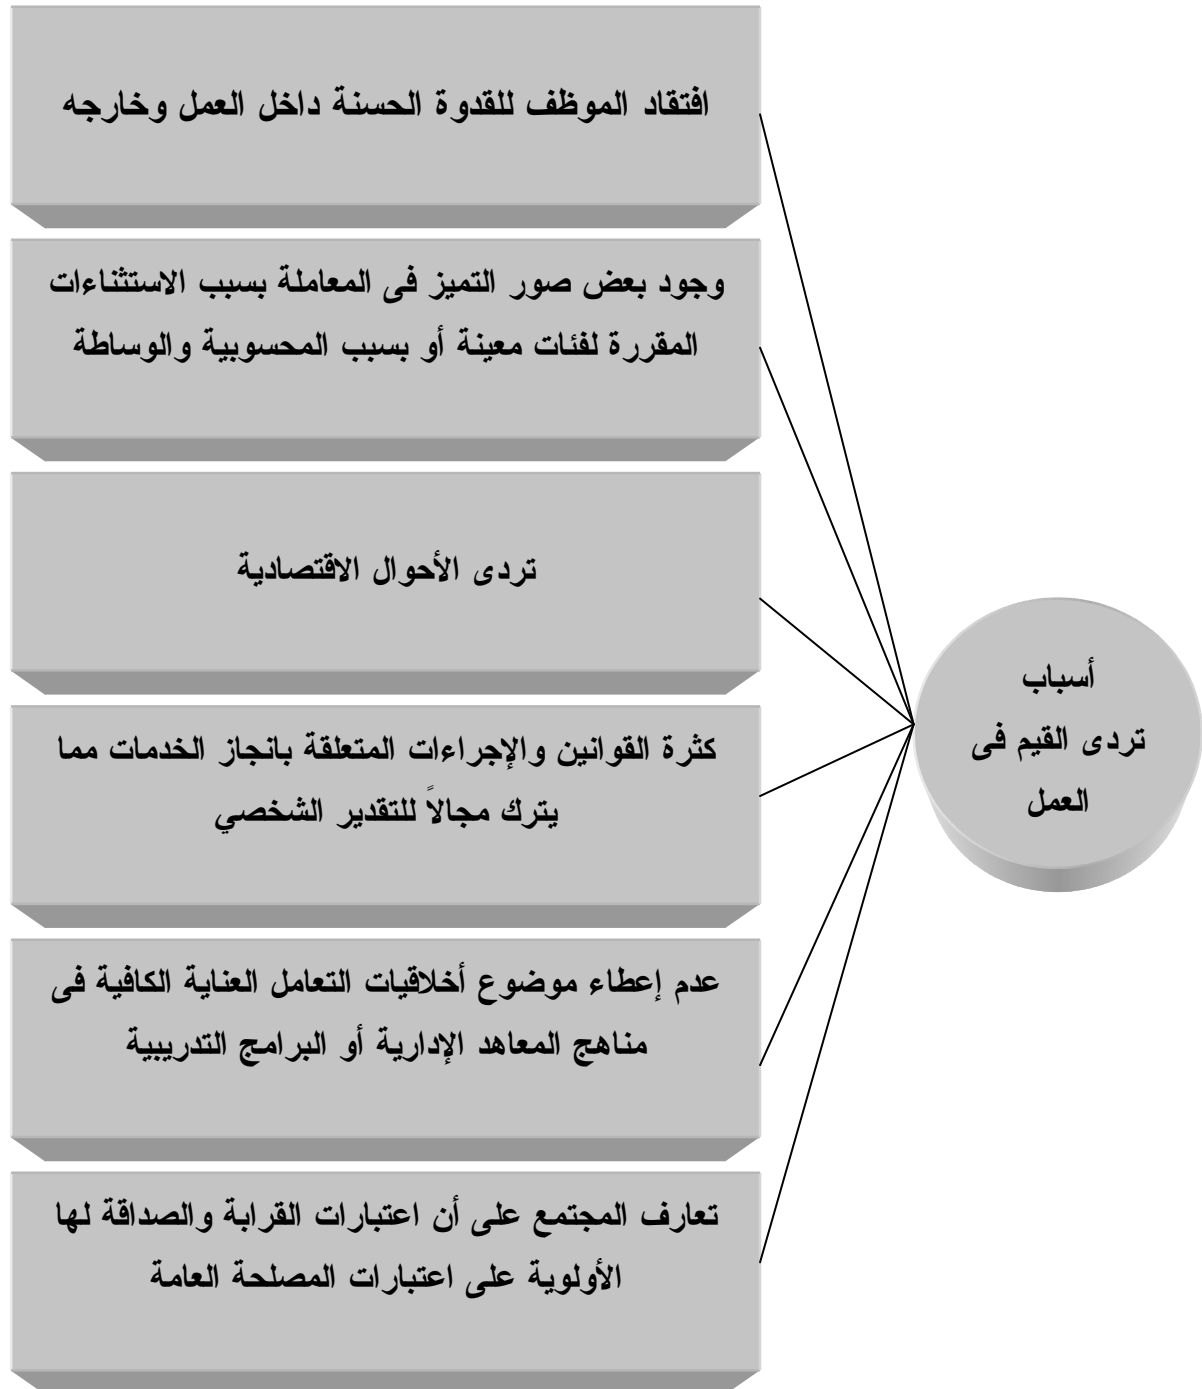 أسباب
تردى القيم فى
العمل
افتقاد الموظف للقدوة الحسنة داخل العمل وخارجه
وجود بعض صور التميز فى المعاملة بسبب الاستثناءات
المقررة لفئات معينة أو بسبب المحسوبية والوساطة
تردى الأحوال الاقتصادية
كثرة القوانين والإجراءات المتعلقة بانجاز الخدمات مما
يترك مجالاً للتقدير الشخصي
عدم إعطاء موضوع أخلاقيات التعامل العناية الكافية فى
مناهج المعاهد الإدارية أو البرامج التدريبية
تعارف المجتمع على أن اعتبارات القرابة والصداقة لها
الأولوية على اعتبارات المصلحة العامة